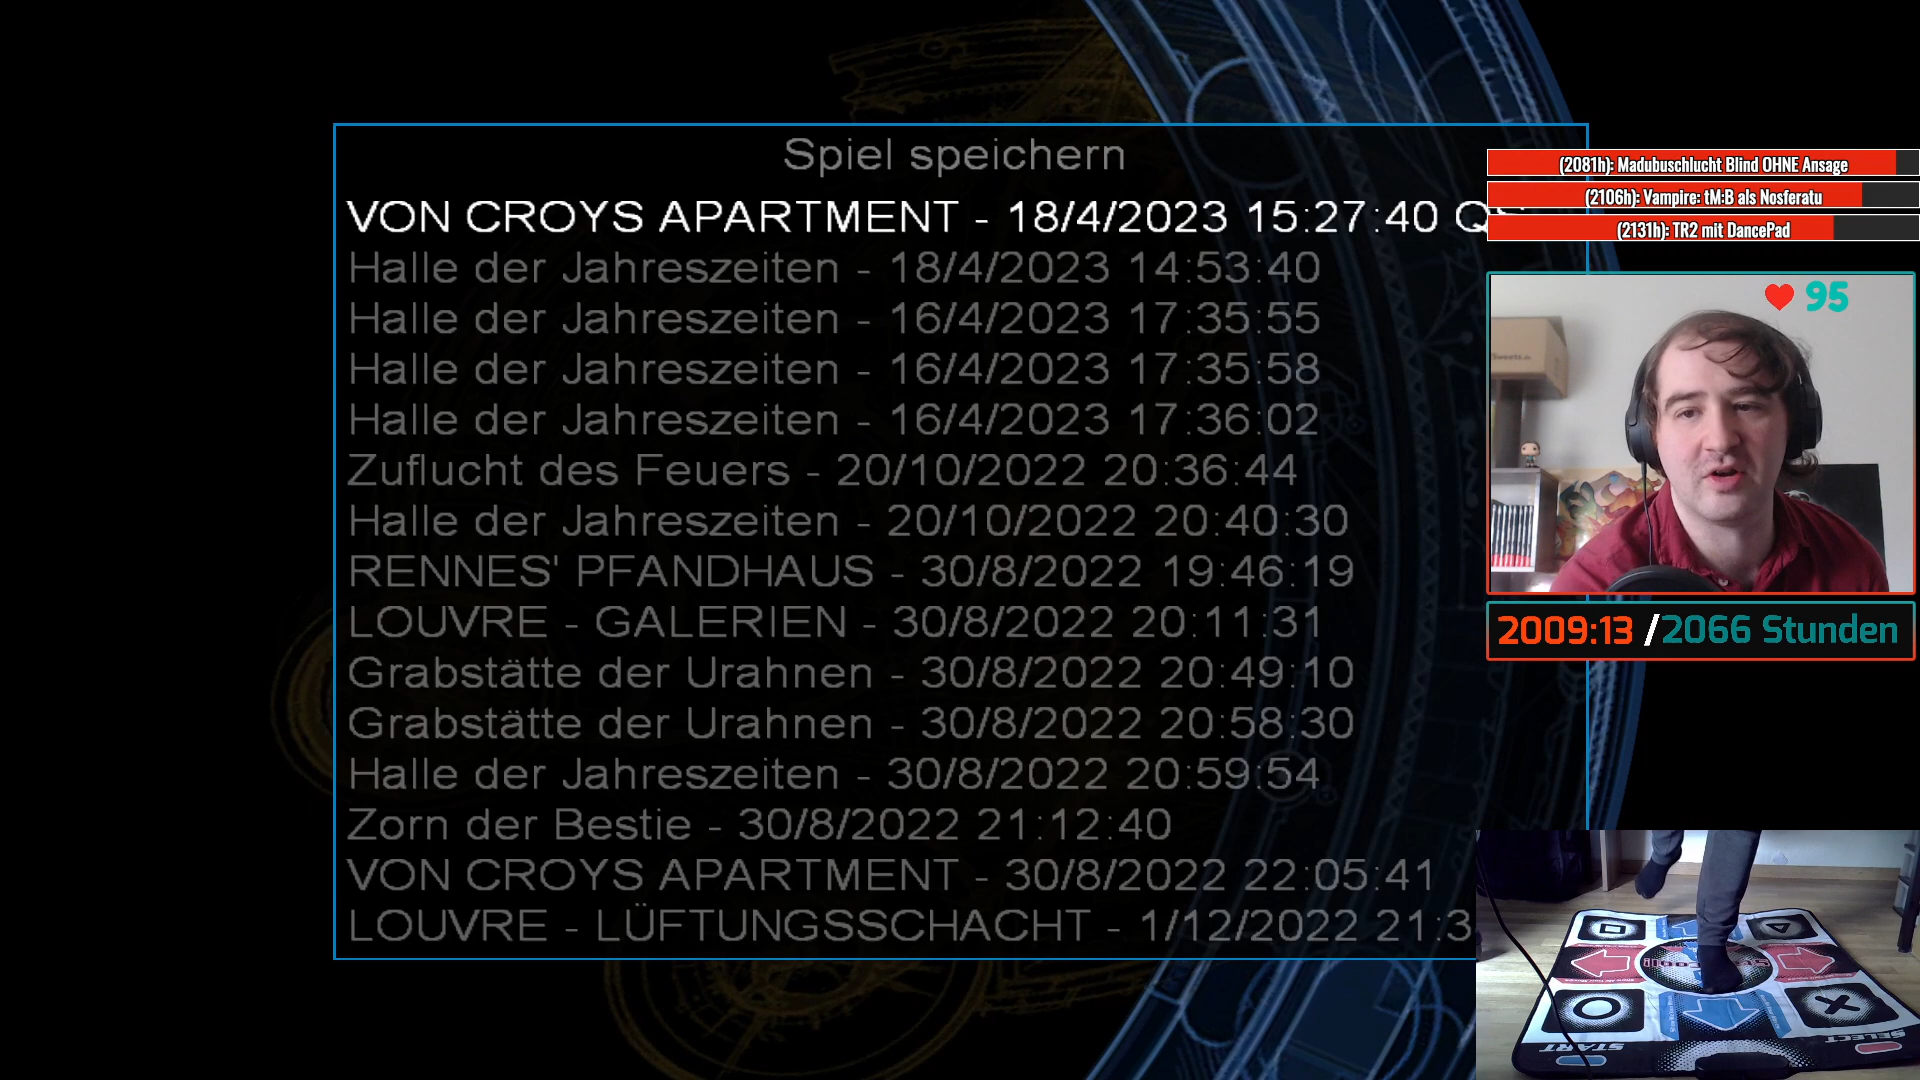 Spiel speichern
VON CROYS APARTMENT - 18/4/2023 15:27:40 QS
Halle der Jahreszeiten - 18/4/2023 14:53:40
Halle der Jahreszeiten - 16/4/2023 17:35:55
Halle der Jahreszeiten - 16/4/2023 17:35:58
Halle der Jahreszeiten - 16/4/2023 17:36:02
Zuflucht des Feuers - 20/10/2022 20:36:44
Halle der Jahreszeiten - 20/10/2022 20:40:30
RENNES' PFANDHAUS - 30/8/2022 19:46:19
LOUVRE - GALERIEN - 30/8/2022 20:11:31
Grabstätte der Urahnen - 30/8/2022 20:49:10
Grabstätte der Urahnen - 30/8/2022 20:58:30
Halle der Jahreszeiten - 30/8/2022 20:59:54
Zorn der Bestie - 30/8/2022 21:12:40
VON CROYS APARTMENT - 30/8/2022 22:05:41
LOUVRE - LÜFTUNGSSCHACHT - 1/12/2022 21:3
(2081h): Madubuschlucht Blind OHNE Ansage
(2106h): Vampire: tM:B als Nosferatu
(2131h): TR2 mit DancePad
95
2009:13 /2066 Stunden
START
SELECT